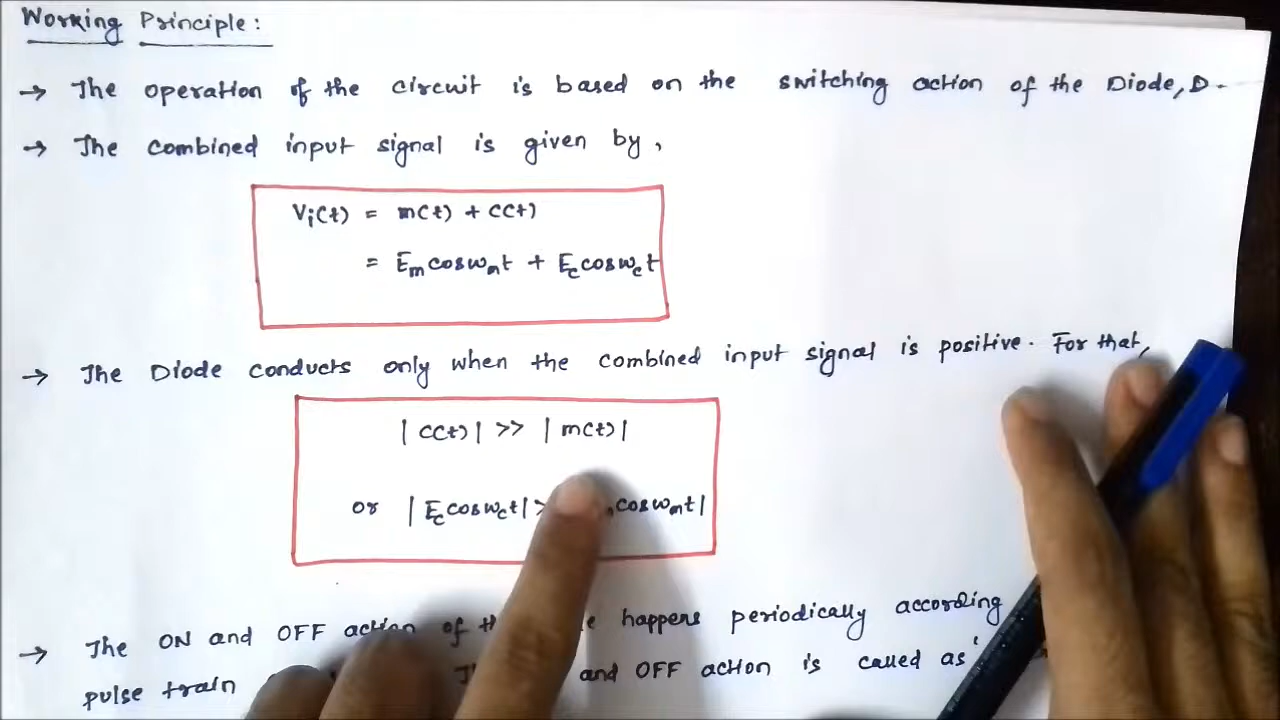 Working Principle:
→ The operation of the circuit is based on the switching action of the Diode, D.
→ The combined input signal is given by,
Vi(t) = m(t) + c(t)
= Em cosωmt + Ec cosωct
→ The Diode conducts only when the combined input signal is positive. For that,
|c(t)| >> |m(t)|
or |Ec cosωct| > cosωmt|
→ The ON and OFF action of happens periodically according
pulse train and OFF action is called as '